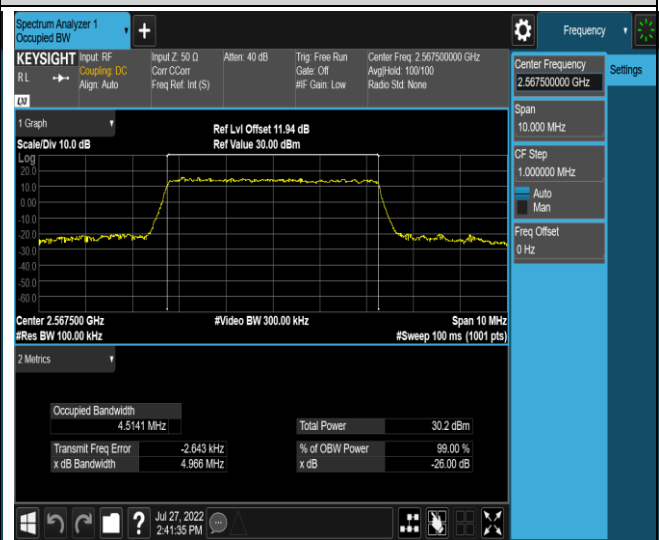 Spectrum Analyzer 1
Occupied BW
+
Frequency
KEYSIGHT
RL
LXI
Input: RF
Coupling: DC
Align: Auto
Input Z: 50 Ω
Corr CCorr
Freq Ref: Int (S)
Atten: 40 dB
Trig: Free Run
Gate: Off
#IF Gain: Low
Center Freq: 2.567500000 GHz
Avg|Hold: 100/100
Radio Std: None
Center Frequency
2.567500000 GHz
Settings
Span
10.000 MHz
CF Step
1.000000 MHz
Auto
Man
Freq Offset
0 Hz
1 Graph
Scale/Div 10.0 dB
Ref Lvl Offset 11.94 dB
Ref Value 30.00 dBm
Log
20.0
10.0
0.00
-10.0
-20.0
-30.0
-40.0
-50.0
-60.0
Center 2.567500 GHz
#Res BW 100.00 kHz
#Video BW 300.00 kHz
Span 10 MHz
#Sweep 100 ms (1001 pts)
2 Metrics
Occupied Bandwidth
4.5141 MHz
Total Power 30.2 dBm
Transmit Freq Error -2.643 kHz
% of OBW Power 99.00 %
x dB Bandwidth 4.966 MHz
x dB -26.00 dB
?
Jul 27, 2022
2:41:35 PM